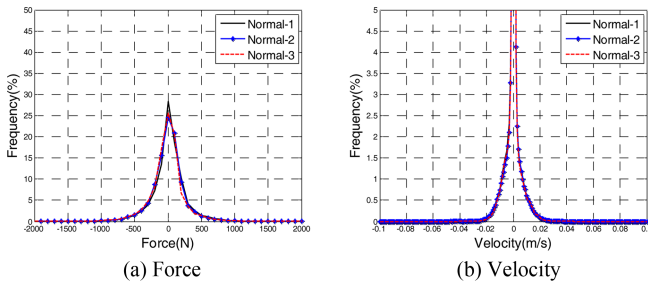 50
45
40
35
30
25
20
15
10
5
0
Frequency(%)
Normal-1
Normal-2
Normal-3
-2000 -1500 -1000 -500 0 500 1000 1500 2000
Force(N)
(a) Force
5
4.5
4
3.5
3
2.5
2
1.5
1
0.5
0
Frequency(%)
Normal-1
Normal-2
Normal-3
-0.1 -0.08 -0.06 -0.04 -0.02 0 0.02 0.04 0.06 0.08 0.
Velocity(m/s)
(b) Velocity